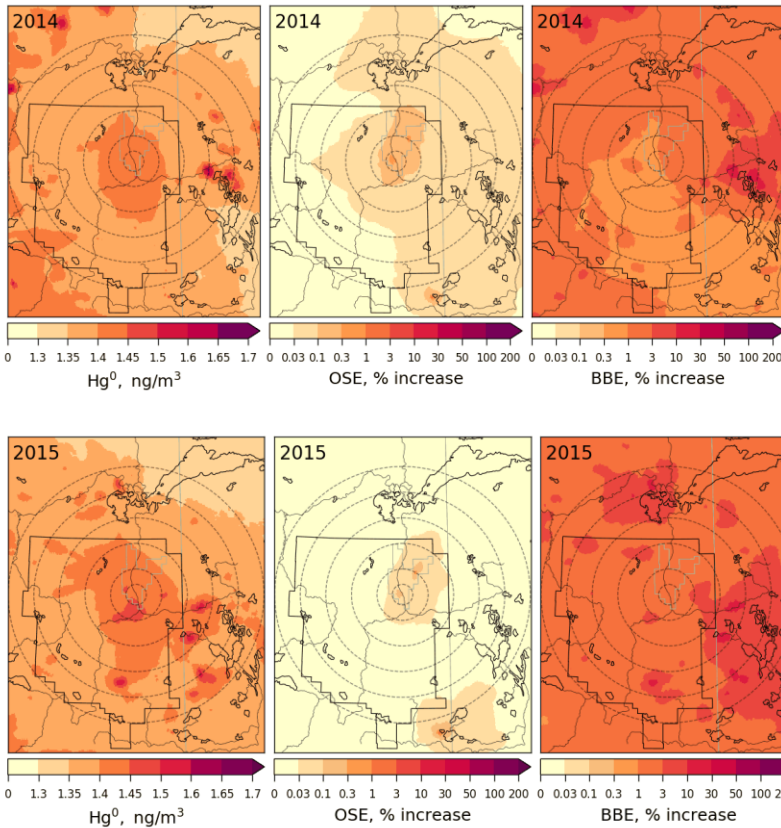 2014 2014 2014
0 1.3 1.35 1.4 1.45 1.5 1.6 1.65 1.7 0 0.03 0.1 0.3 1 3 10 30 50 100 200 0 0.03 0.1 0.3 1 3 10 30 50 100 200
Hg⁰, ng/m³ OSE, % increase BBE, % increase
2015 2015 2015
0 1.3 1.35 1.4 1.45 1.5 1.6 1.65 1.7 0 0.03 0.1 0.3 1 3 10 30 50 100 200 0 0.03 0.1 0.3 1 3 10 30 50 100
Hg⁰, ng/m³ OSE, % increase BBE, % increase